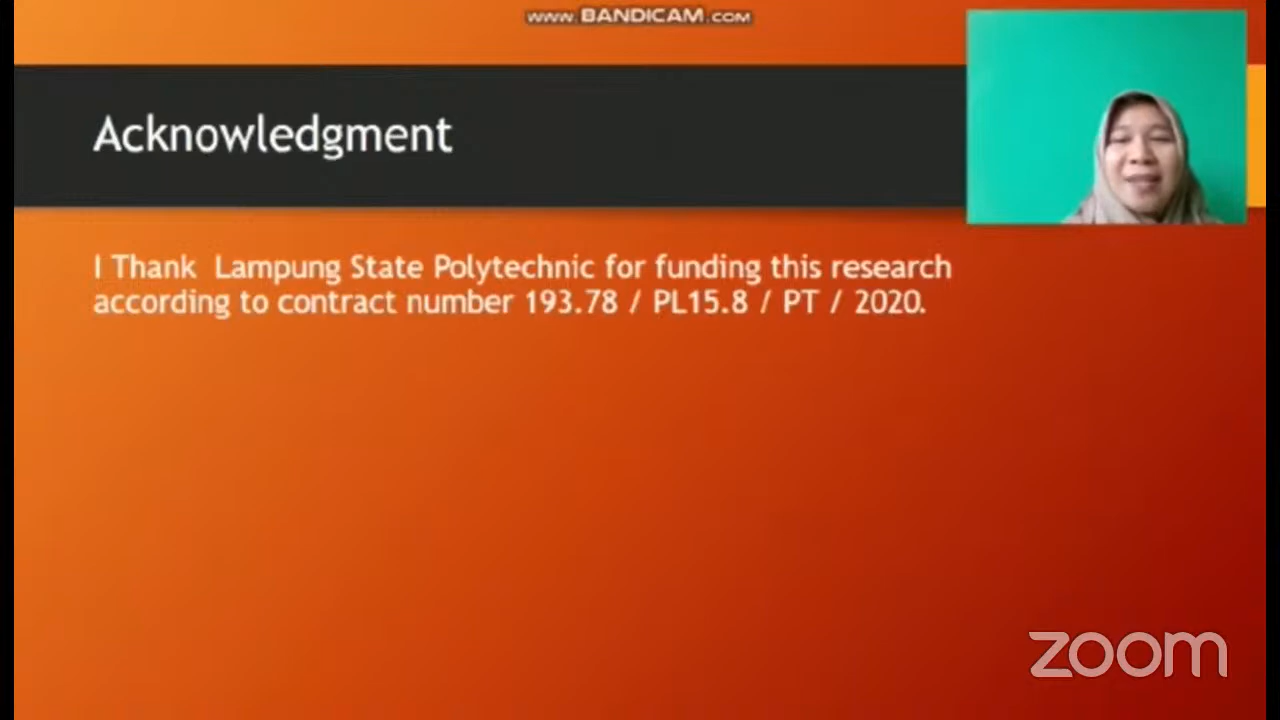 www.BANDICAM.com
Acknowledgment
I Thank Lampung State Polytechnic for funding this research
according to contract number 193.78 / PL15.8 / PT / 2020.
zoom